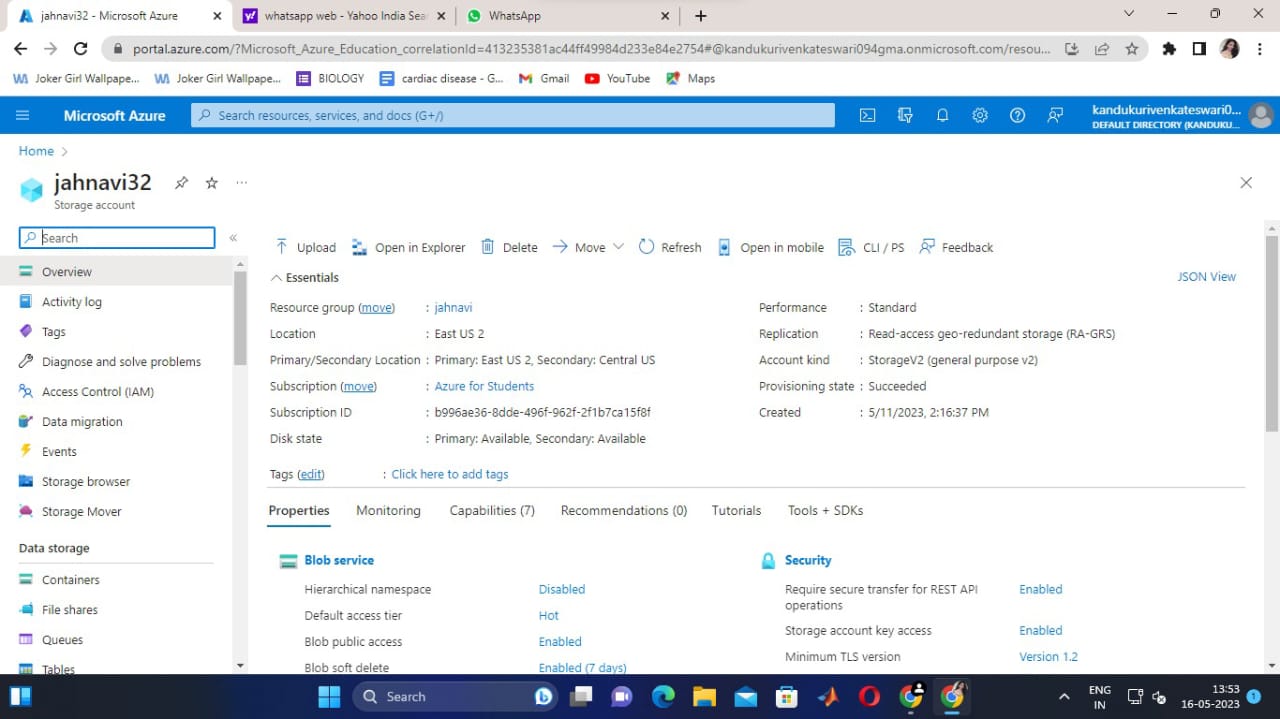 jahnavi32 - Microsoft Azure
whatsapp web - Yahoo India Sear
WhatsApp
portal.azure.com/?Microsoft_Azure_Education_correlationId=413235381ac44ff49984d233e84e2754#@kandukurivenkateswari094gma.onmicrosoft.com/resou...
Joker Girl Wallpape...
Joker Girl Wallpape...
BIOLOGY
cardiac disease - G...
Gmail
YouTube
Maps
Microsoft Azure
Search resources, services, and docs (G+/)
kandukurivenkateswari0...
DEFAULT DIRECTORY (KANDUKU...
Home
jahnavi32
Storage account
Search
Upload
Open in Explorer
Delete
Move
Refresh
Open in mobile
CLI / PS
Feedback
Overview
Activity log
Tags
Diagnose and solve problems
Access Control (IAM)
Data migration
Events
Storage browser
Storage Mover
Data storage
Containers
File shares
Queues
Tables
Essentials
JSON View
Resource group (move) : jahnavi
Location : East US 2
Primary/Secondary Location : Primary: East US 2, Secondary: Central US
Subscription (move) : Azure for Students
Subscription ID : b996ae36-8dde-496f-962f-2f1b7ca15f8f
Disk state : Primary: Available, Secondary: Available
Performance : Standard
Replication : Read-access geo-redundant storage (RA-GRS)
Account kind : StorageV2 (general purpose v2)
Provisioning state : Succeeded
Created : 5/11/2023, 2:16:37 PM
Tags (edit) : Click here to add tags
Properties
Monitoring
Capabilities (7)
Recommendations (0)
Tutorials
Tools + SDKs
Blob service
Hierarchical namespace Disabled
Default access tier Hot
Blob public access Enabled
Blob soft delete Enabled (7 days)
Security
Require secure transfer for REST API operations Enabled
Storage account key access Enabled
Minimum TLS version Version 1.2
Search
ENG
IN
13:53
16-05-2023
1